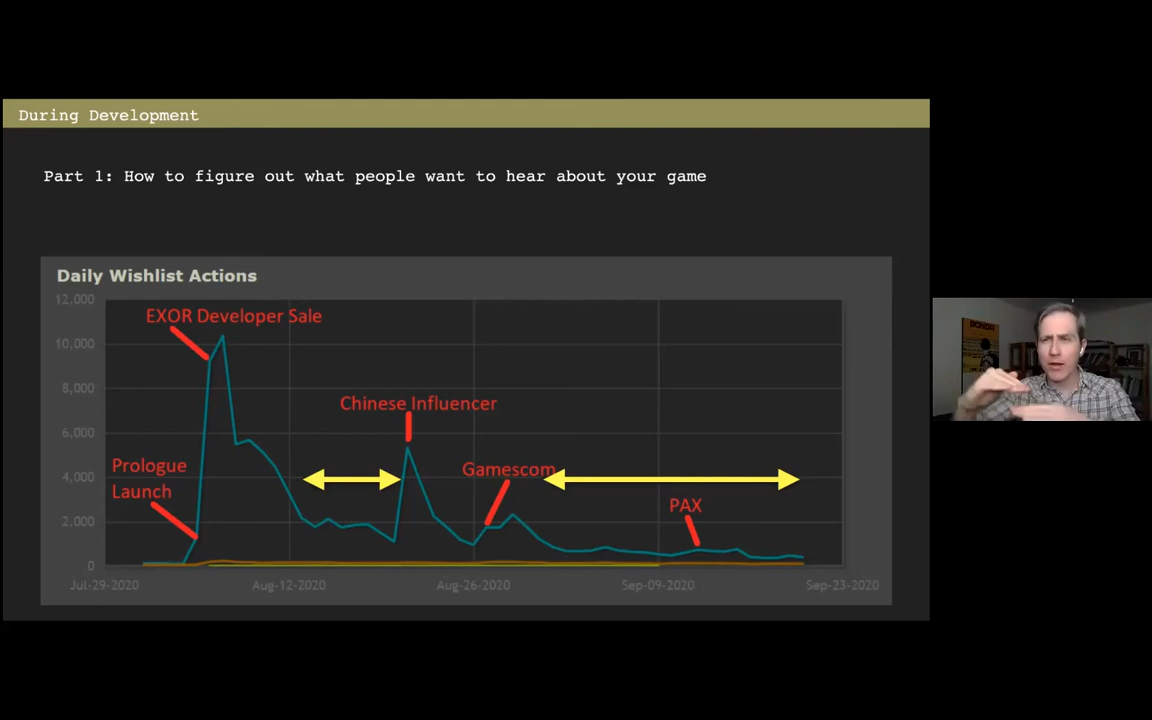 During Development
Part 1: How to figure out what people want to hear about your game
Daily Wishlist Actions
12,000
10,000
8,000
6,000
4,000
2,000
0
EXOR Developer Sale
Chinese Influencer
Prologue
Launch
Gamescom
PAX
Jul-29-2020
Aug-12-2020
Aug-26-2020
Sep-09-2020
Sep-23-2020